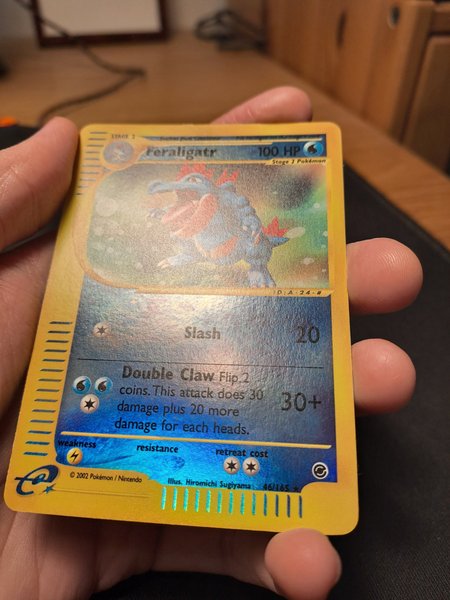 STAGE 2
Feraligatr 100 HP
Stage 2 Pokémon
D-A-24-#
Slash 20
Double Claw Flip 2
coins. This attack does 30
damage plus 20 more
damage for each heads.
30+
weakness resistance retreat cost
© 2002 Pokémon / Nintendo
Illus. Hiromichi Sugiyama
46/165 ★
e